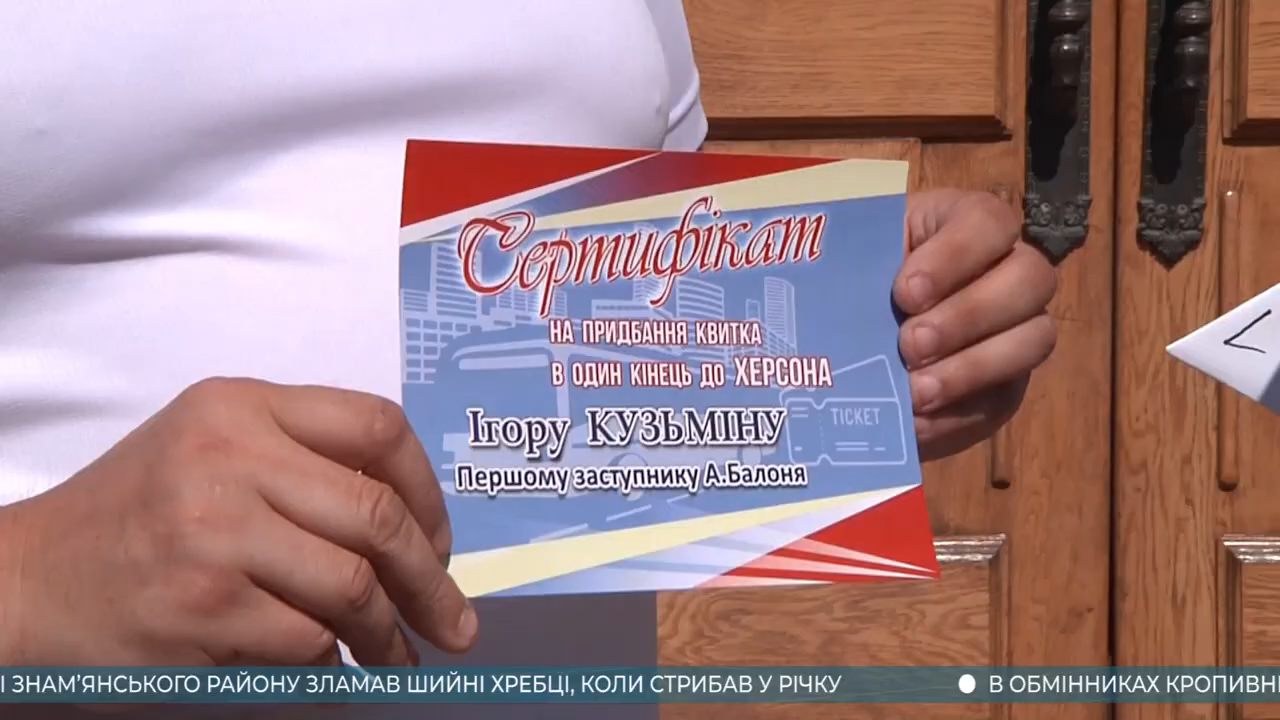 Сертифікат
НА ПРИДБАННЯ КВИТКА
В ОДИН КІНЕЦЬ ДО ХЕРСОНА
Ігору КУЗЬМІНУ
TICKET
Першому заступнику А.Балоня
І ЗНАМ’ЯНСЬКОГО РАЙОНУ ЗЛАМАВ ШИЙНІ ХРЕБЦІ, КОЛИ СТРИБАВ У РІЧКУ
В ОБМІННИКАХ